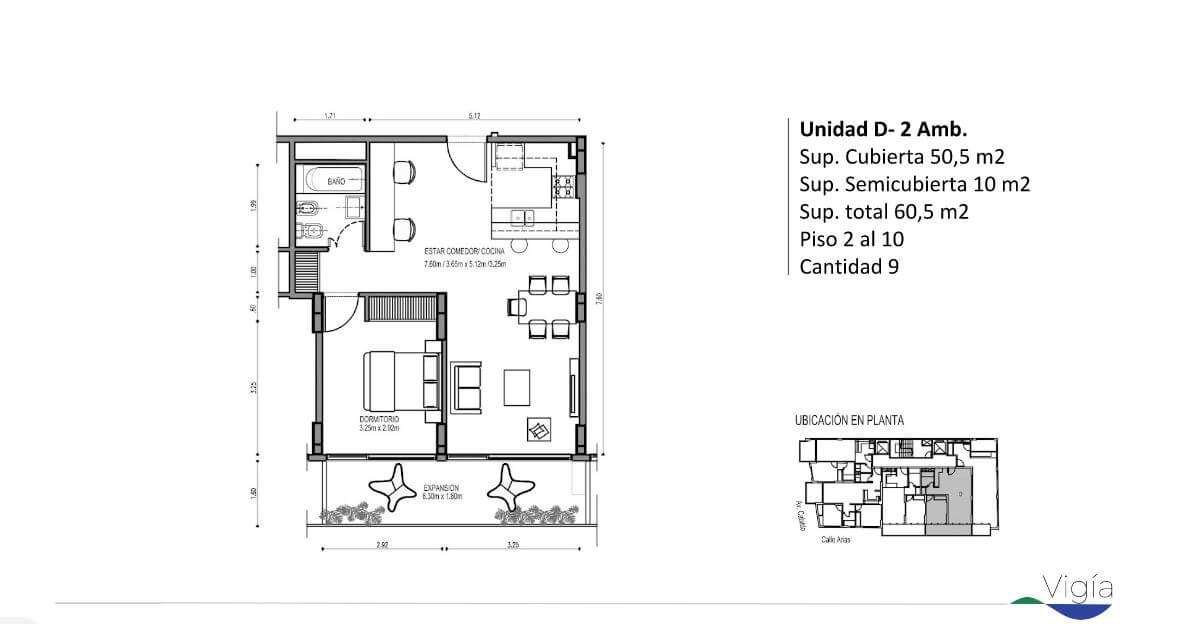 1.71
5.12
Unidad D- 2 Amb.
Sup. Cubierta 50,5 m2
Sup. Semicubierta 10 m2
Sup. total 60,5 m2
Piso 2 al 10
Cantidad 9
BAÑO
1.99
ESTAR COMEDOR/ COCINA
7.60m / 3.65m x 5.12m /3.25m
1.00
.60
7.60
3.25
DORMITORIO
3.25m x 2.92m
UBICACIÓN EN PLANTA
D
Av. Cabildo
Calle Arias
EXPANSION
6.30m x 1.80m
1.80
2.92
3.25
Vigía